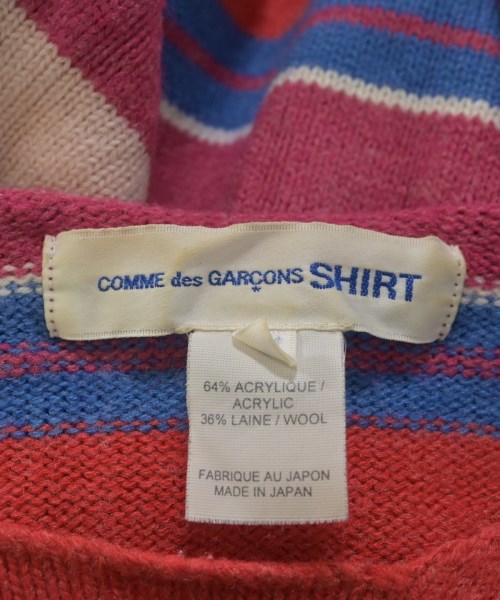 COMME des GARÇONS SHIRT
*
64% ACRYLIQUE /
ACRYLIC
36% LAINE / WOOL
FABRIQUE AU JAPON
MADE IN JAPAN